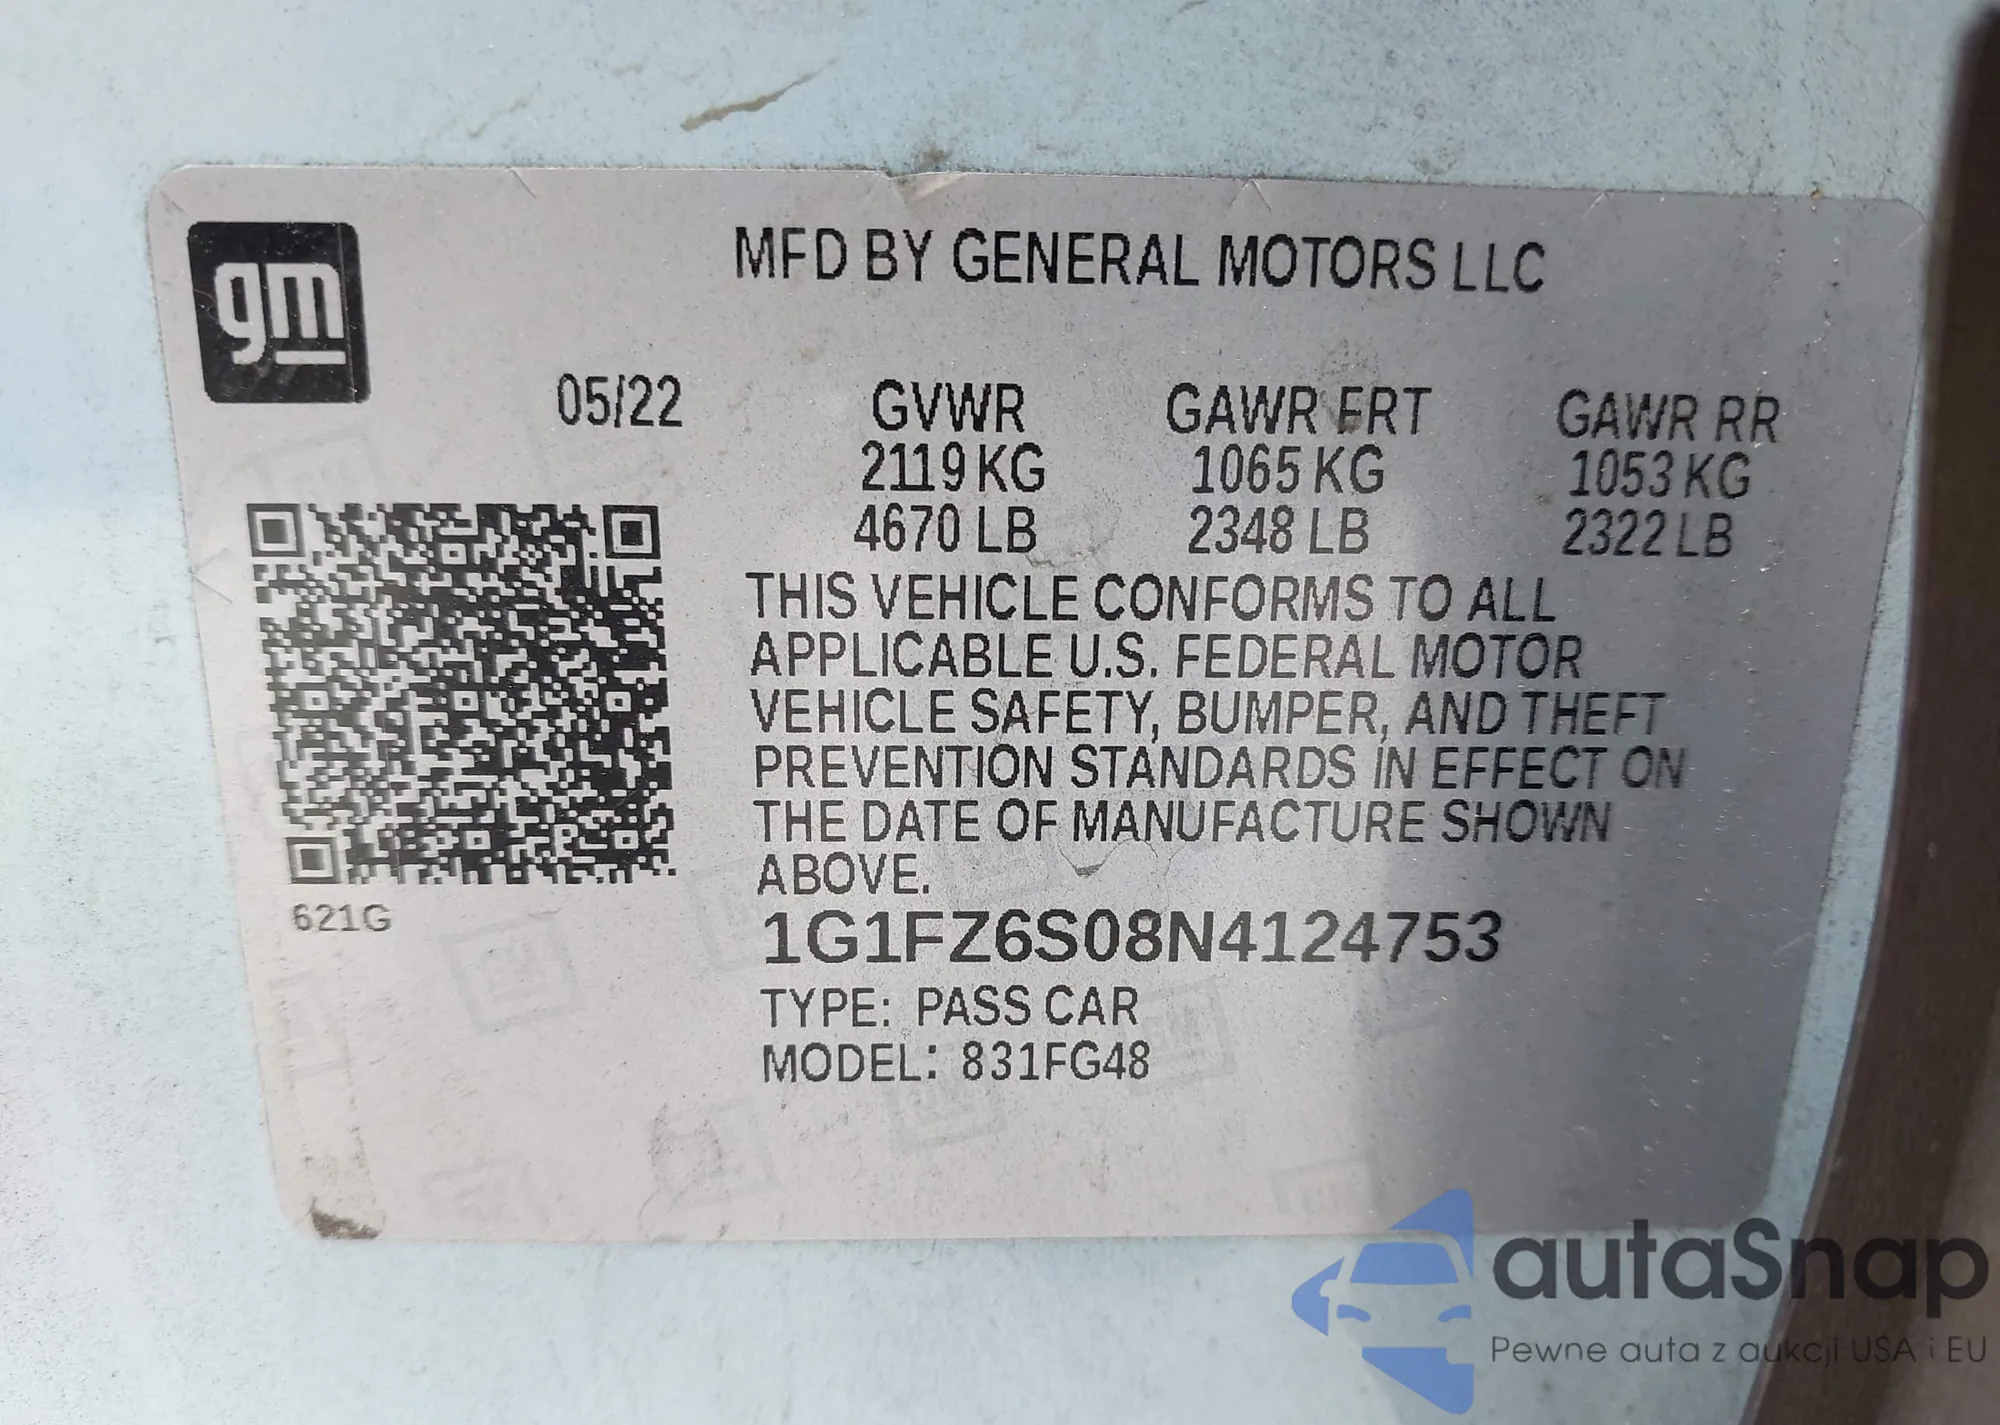 gm
MFD BY GENERAL MOTORS LLC
05/22 GVWR GAWR FRT GAWR RR
2119 KG 1065 KG 1053 KG
4670 LB 2348 LB 2322 LB
THIS VEHICLE CONFORMS TO ALL
APPLICABLE U.S. FEDERAL MOTOR
VEHICLE SAFETY, BUMPER, AND THEFT
PREVENTION STANDARDS IN EFFECT ON
THE DATE OF MANUFACTURE SHOWN
ABOVE.
621G
1G1FZ6S08N4124753
TYPE: PASS CAR
MODEL: 831FG48
autaSnap
Pewne auta z aukcji USA i EU